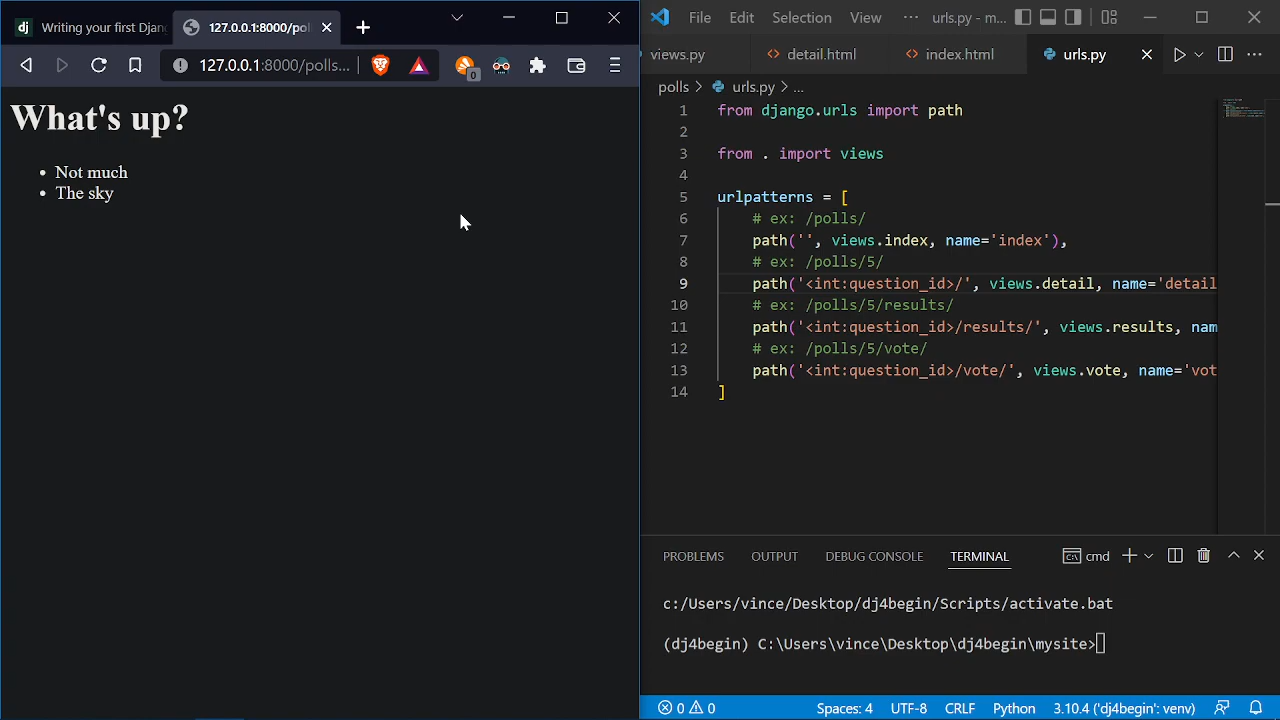 Writing your first Djang
127.0.0.1:8000/pol
127.0.0.1:8000/polls...
0
What's up?
• Not much
• The sky
File Edit Selection View ··· urls.py - m...
views.py
detail.html
index.html
urls.py
polls > urls.py > ...
1 from django.urls import path
2
3 from . import views
4
5 urlpatterns = [
6 # ex: /polls/
7 path('', views.index, name='index'),
8 # ex: /polls/5/
9 path('<int:question_id>/', views.detail, name='detail
10 # ex: /polls/5/results/
11 path('<int:question_id>/results/', views.results, nam
12 # ex: /polls/5/vote/
13 path('<int:question_id>/vote/', views.vote, name='vot
14 ]
PROBLEMS OUTPUT DEBUG CONSOLE TERMINAL
cmd
c:/Users/vince/Desktop/dj4begin/Scripts/activate.bat
(dj4begin) C:\Users\vince\Desktop\dj4begin\mysite>
0 0 Spaces: 4 UTF-8 CRLF Python 3.10.4 ('dj4begin': venv)